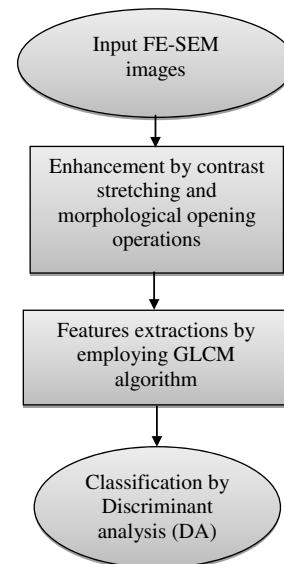 Input FE-SEM
images
Enhancement by contrast
stretching and
morphological opening
operations
Features extractions by
employing GLCM
algorithm
Classification by
Discriminant
analysis (DA)